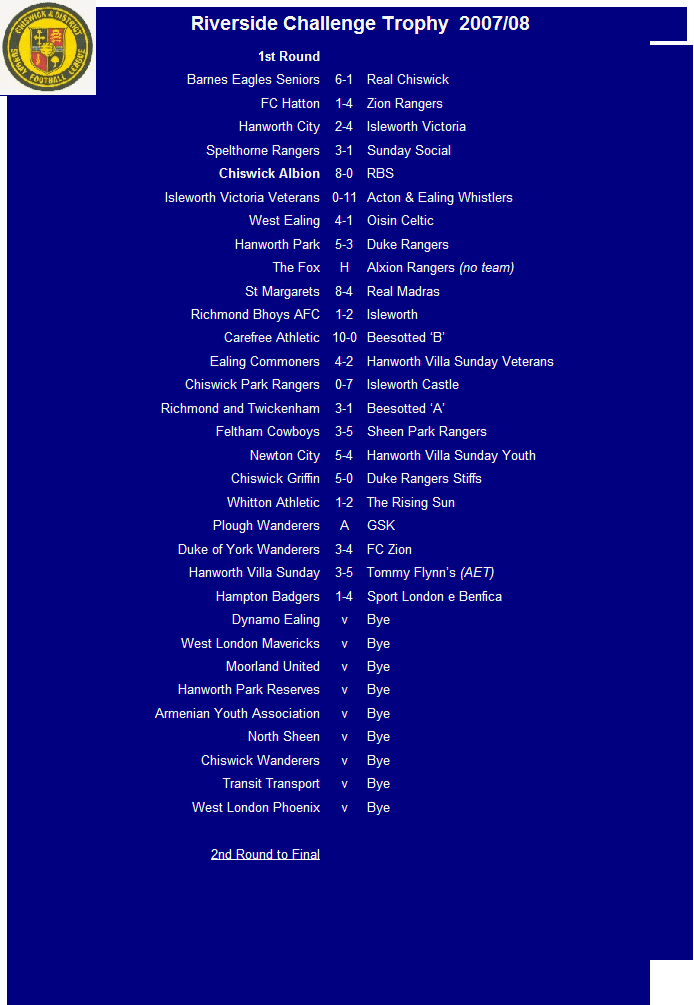 CHISWICK & DISTRICT
SUNDAY FOOTBALL LEAGUE
Riverside Challenge Trophy 2007/08
1st Round
Barnes Eagles Seniors 6-1 Real Chiswick
FC Hatton 1-4 Zion Rangers
Hanworth City 2-4 Isleworth Victoria
Spelthorne Rangers 3-1 Sunday Social
Chiswick Albion 8-0 RBS
Isleworth Victoria Veterans 0-11 Acton & Ealing Whistlers
West Ealing 4-1 Oisin Celtic
Hanworth Park 5-3 Duke Rangers
The Fox H Alxion Rangers (no team)
St Margarets 8-4 Real Madras
Richmond Bhoys AFC 1-2 Isleworth
Carefree Athletic 10-0 Beesotted ‘B’
Ealing Commoners 4-2 Hanworth Villa Sunday Veterans
Chiswick Park Rangers 0-7 Isleworth Castle
Richmond and Twickenham 3-1 Beesotted ‘A’
Feltham Cowboys 3-5 Sheen Park Rangers
Newton City 5-4 Hanworth Villa Sunday Youth
Chiswick Griffin 5-0 Duke Rangers Stiffs
Whitton Athletic 1-2 The Rising Sun
Plough Wanderers A GSK
Duke of York Wanderers 3-4 FC Zion
Hanworth Villa Sunday 3-5 Tommy Flynn’s (AET)
Hampton Badgers 1-4 Sport London e Benfica
Dynamo Ealing v Bye
West London Mavericks v Bye
Moorland United v Bye
Hanworth Park Reserves v Bye
Armenian Youth Association v Bye
North Sheen v Bye
Chiswick Wanderers v Bye
Transit Transport v Bye
West London Phoenix v Bye
2nd Round to Final